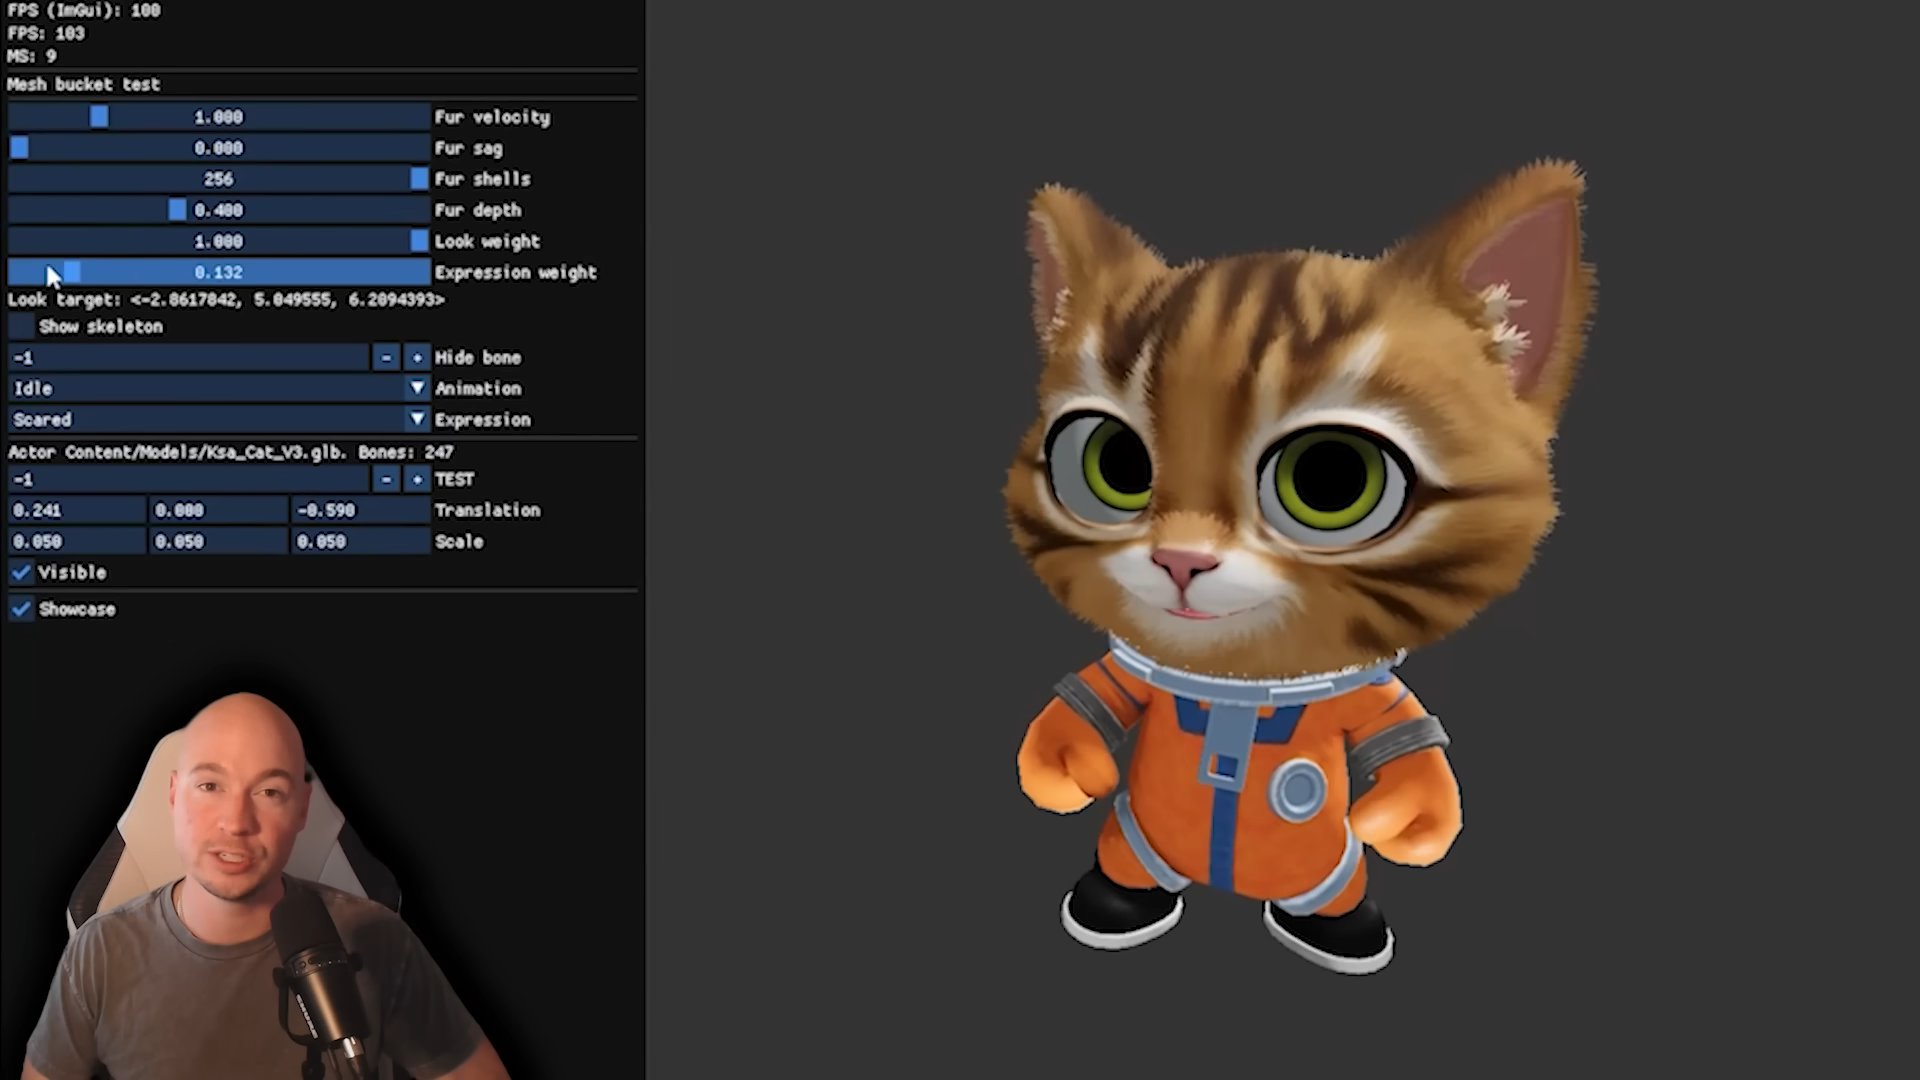 FPS (ImGui): 100
FPS: 103
MS: 9
Mesh bucket test
1.000 Fur velocity
0.000 Fur sag
256 Fur shells
0.400 Fur depth
1.000 Look weight
0.132 Expression weight
Look target: <-2.8617842, 5.049555, 6.2094393>
Show skeleton
-1 - + Hide bone
Idle Animation
Scared Expression
Actor Content/Models/Ksa_Cat_V3.glb. Bones: 247
-1 - + TEST
0.241 0.000 -0.590 Translation
0.050 0.050 0.050 Scale
Visible
Showcase
SHURE